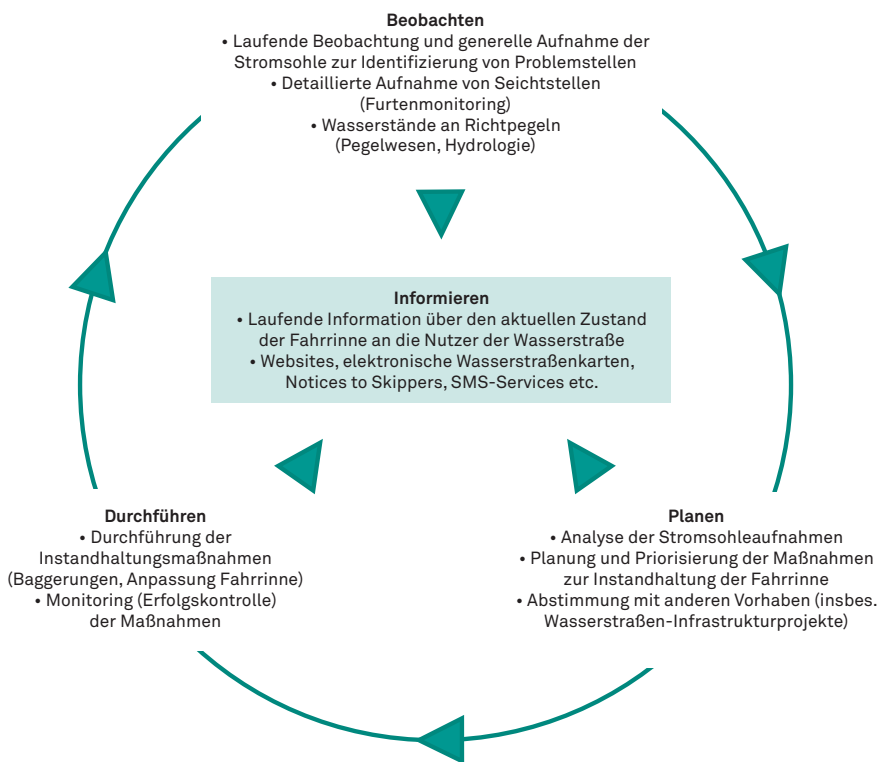 Beobachten
• Laufende Beobachtung und generelle Aufnahme der
Stromsohle zur Identifizierung von Problemstellen
• Detaillierte Aufnahme von Seichtstellen
(Furtenmonitoring)
• Wasserstände an Richtpegeln
(Pegelwesen, Hydrologie)
Informieren
• Laufende Information über den aktuellen Zustand
der Fahrrinne an die Nutzer der Wasserstraße
• Websites, elektronische Wasserstraßenkarten,
Notices to Skippers, SMS-Services etc.
Durchführen
• Durchführung der
Instandhaltungsmaßnahmen
(Baggerungen, Anpassung Fahrrinne)
• Monitoring (Erfolgskontrolle)
der Maßnahmen
Planen
• Analyse der Stromsohleaufnahmen
• Planung und Priorisierung der Maßnahmen
zur Instandhaltung der Fahrrinne
• Abstimmung mit anderen Vorhaben (insbes.
Wasserstraßen-Infrastrukturprojekte)